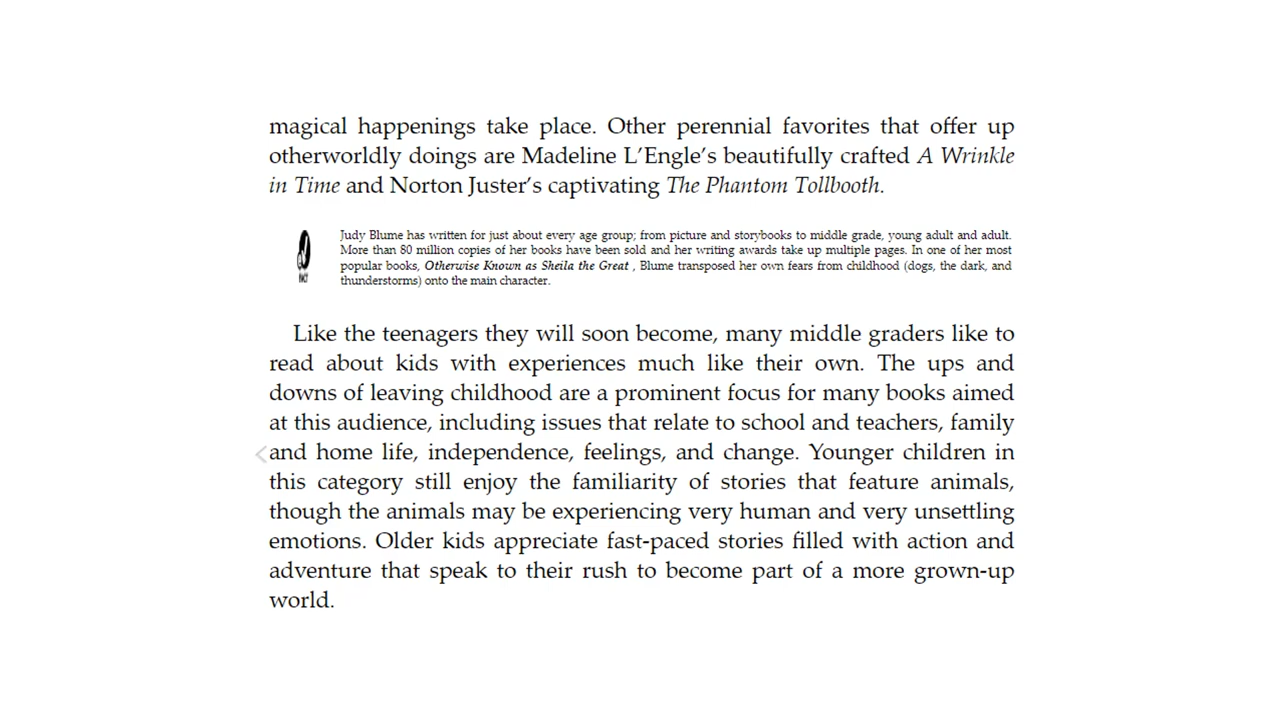 magical happenings take place. Other perennial favorites that offer up
otherworldly doings are Madeline L'Engle's beautifully crafted A Wrinkle
in Time and Norton Juster's captivating The Phantom Tollbooth.
FACT
Judy Blume has written for just about every age group; from picture and storybooks to middle grade, young adult and adult.
More than 80 million copies of her books have been sold and her writing awards take up multiple pages. In one of her most
popular books, Otherwise Known as Sheila the Great , Blume transposed her own fears from childhood (dogs, the dark, and
thunderstorms) onto the main character.
Like the teenagers they will soon become, many middle graders like to
read about kids with experiences much like their own. The ups and
downs of leaving childhood are a prominent focus for many books aimed
at this audience, including issues that relate to school and teachers, family
and home life, independence, feelings, and change. Younger children in
this category still enjoy the familiarity of stories that feature animals,
though the animals may be experiencing very human and very unsettling
emotions. Older kids appreciate fast-paced stories filled with action and
adventure that speak to their rush to become part of a more grown-up
world.